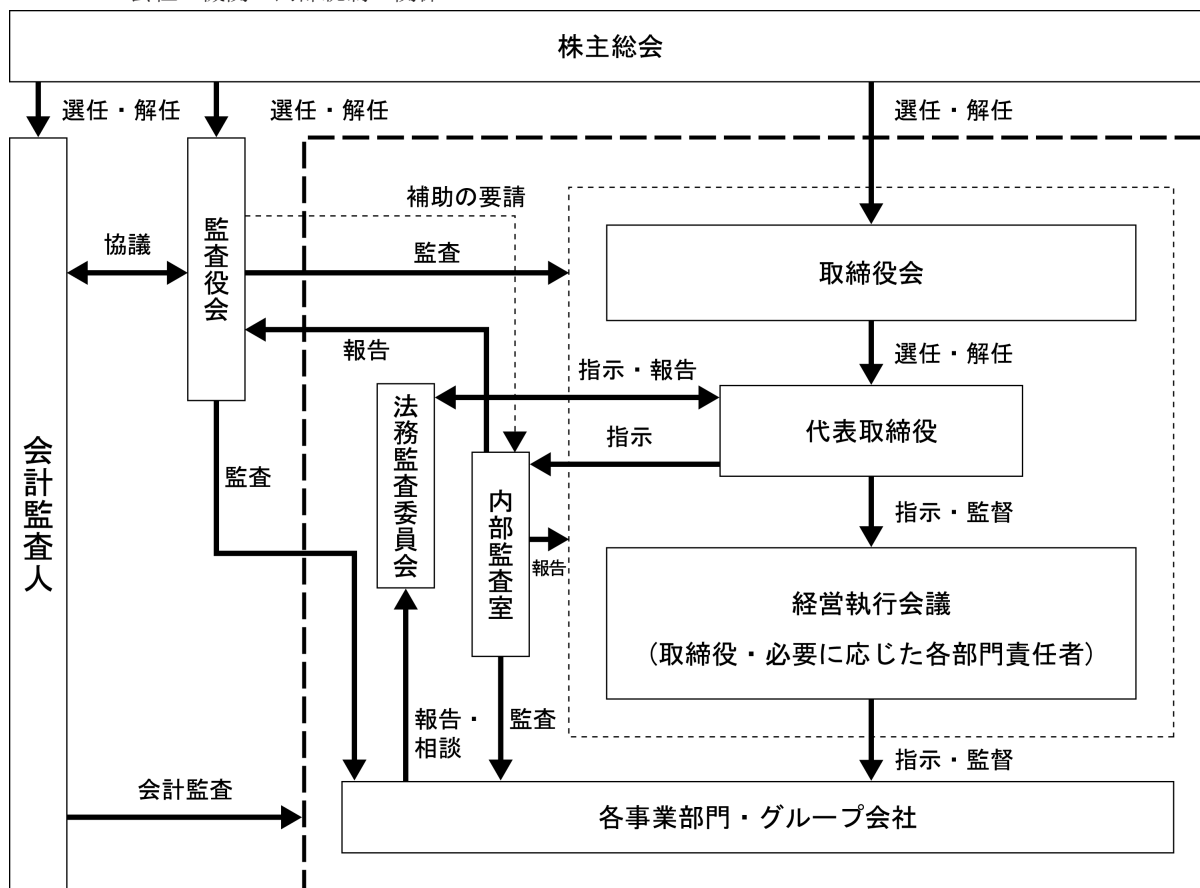 株主総会
選任・解任
選任・解任
選任・解任
補助の要請
監査役会
協議
監査
取締役会
報告
選任・解任
指示・報告
法務監査委員会
代表取締役
指示
会計監査人
監査
内部監査室
指示・監督
報告
経営執行会議
(取締役・必要に応じた各部門責任者)
報告・
相談
監査
指示・監督
会計監査
各事業部門・グループ会社